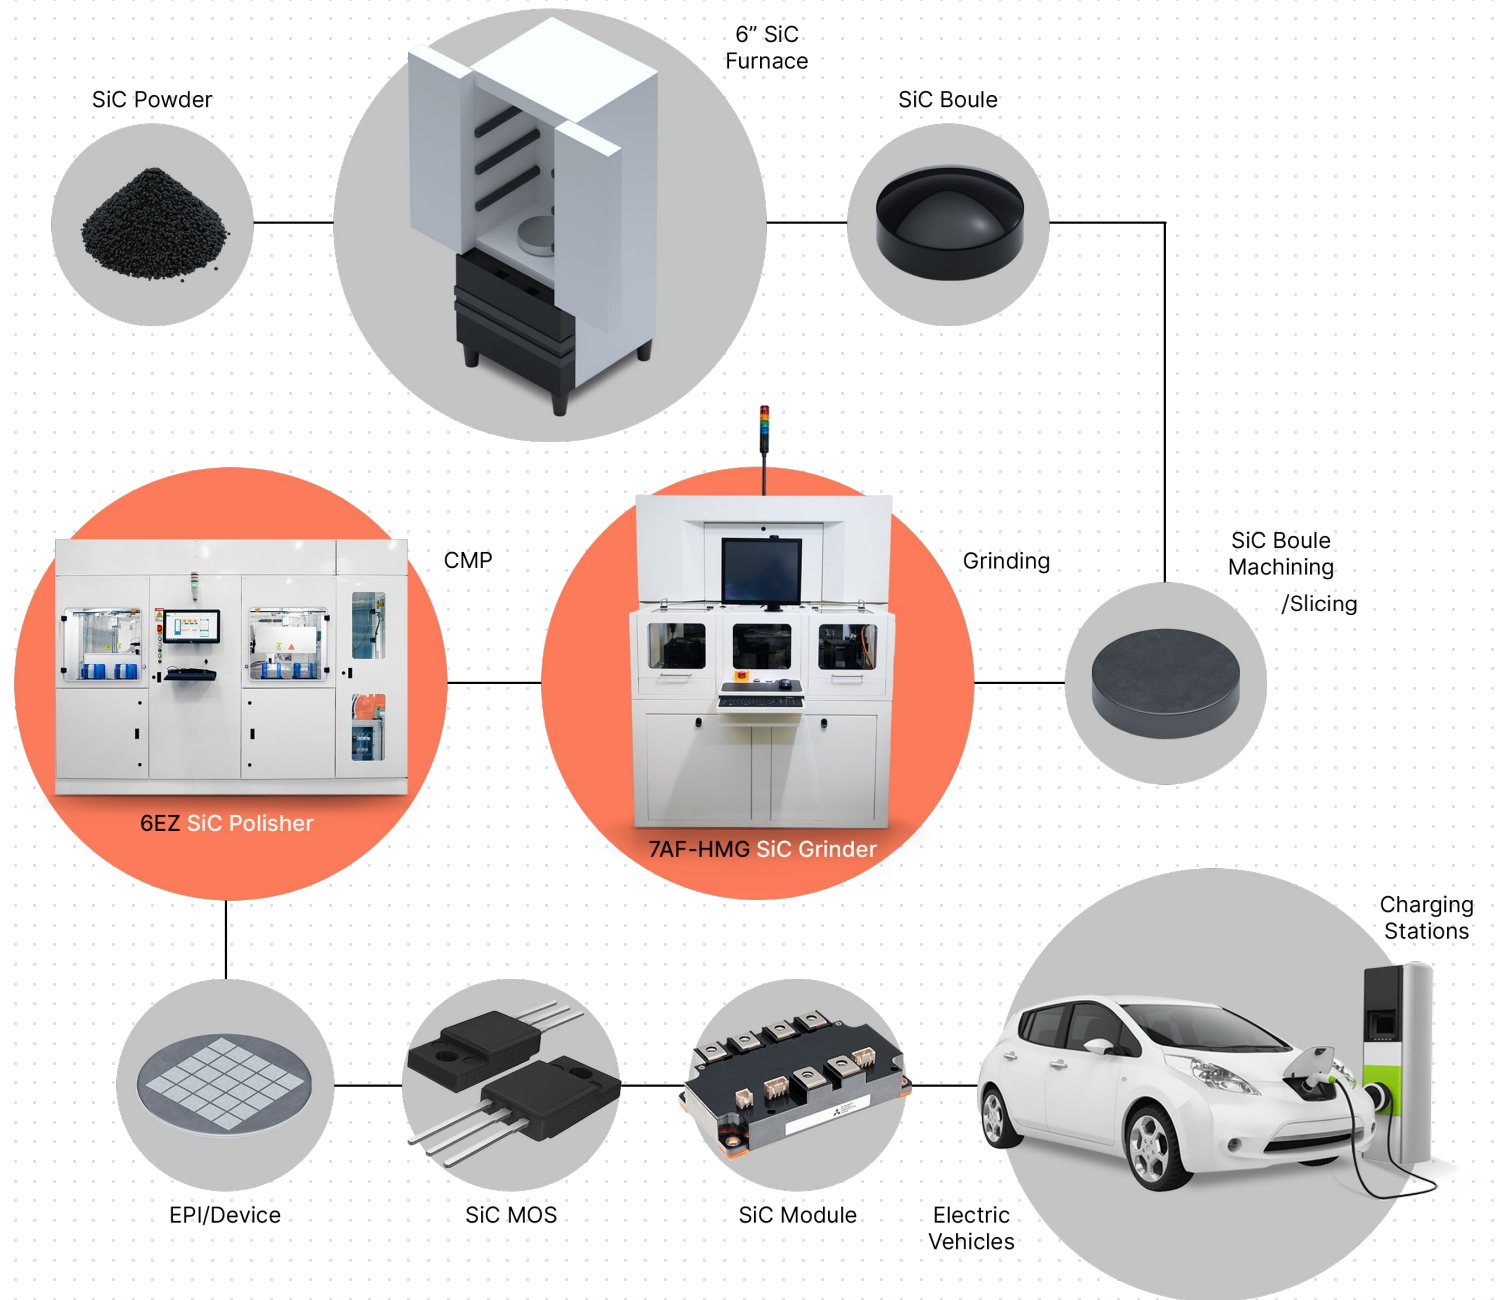 6” SiC
Furnace
SiC Powder
SiC Boule
CMP
Grinding
SiC Boule
Machining
/Slicing
6EZ SiC Polisher
7AF-HMG SiC Grinder
Charging
Stations
EPI/Device
SiC MOS
SiC Module
Electric
Vehicles